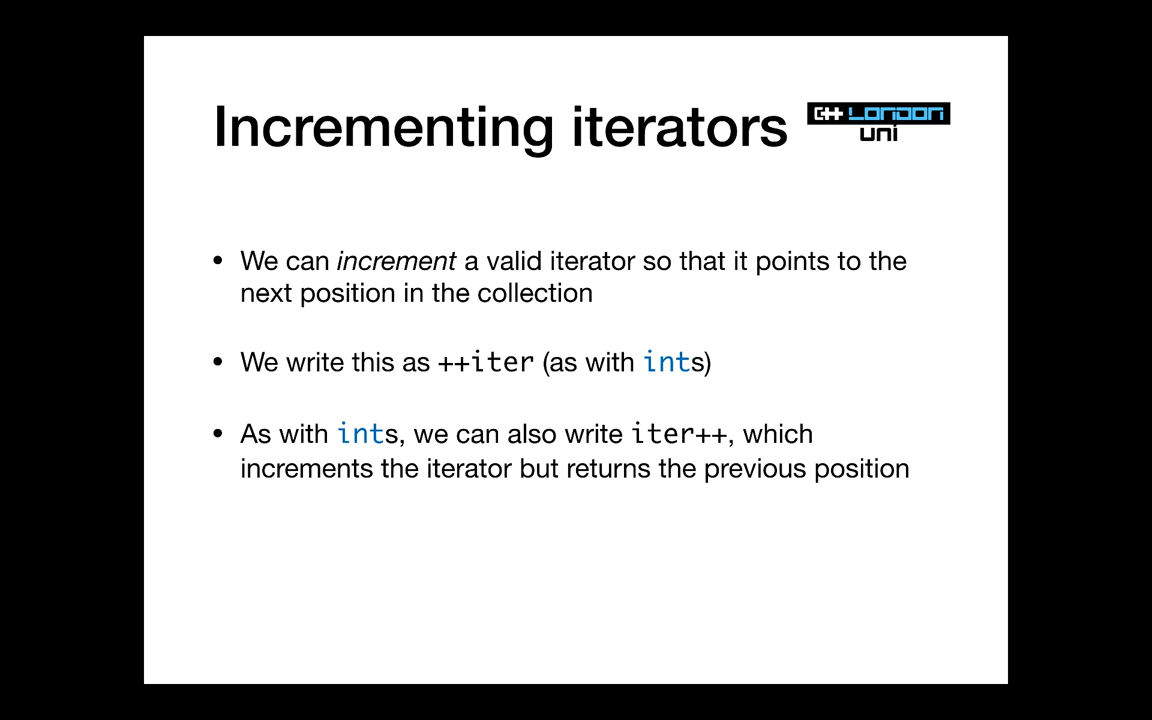 Incrementing iterators
C++ London
uni
• We can increment a valid iterator so that it points to the
next position in the collection
• We write this as ++iter (as with ints)
• As with ints, we can also write iter++, which
increments the iterator but returns the previous position